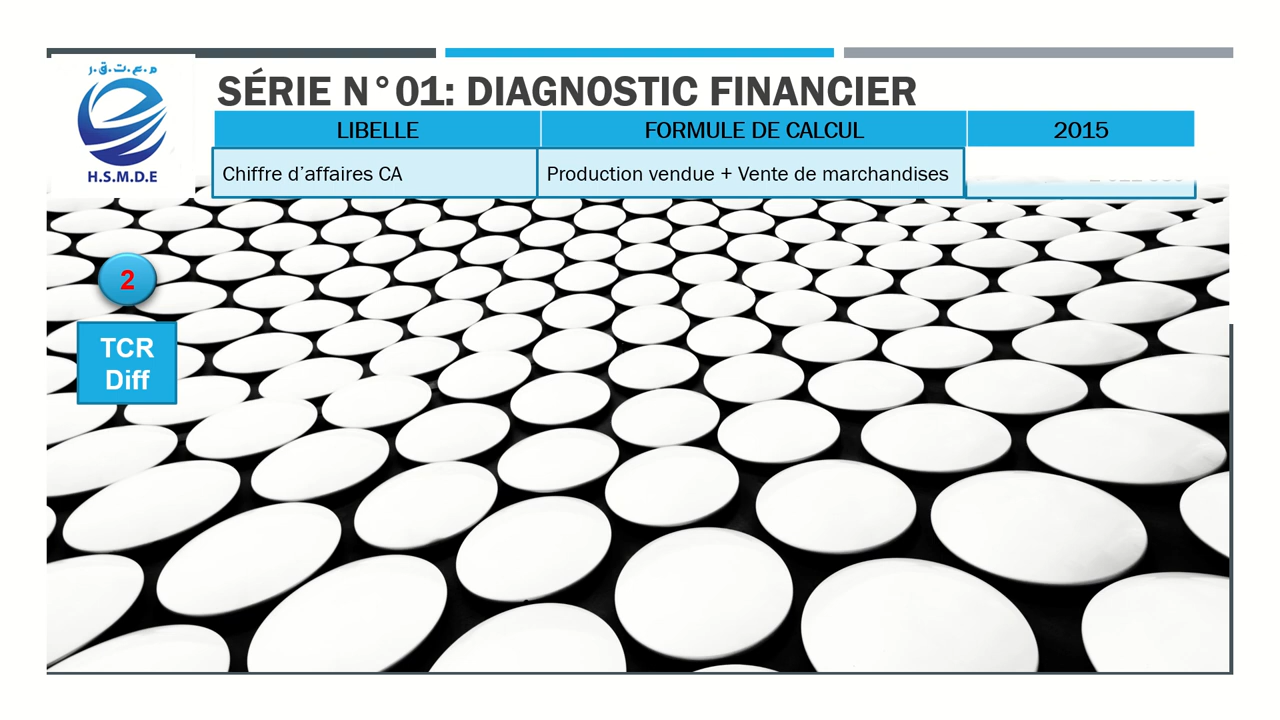 م.ع.ت.ق.ر
H.S.M.D.E
SÉRIE N°01: DIAGNOSTIC FINANCIER
LIBELLE FORMULE DE CALCUL 2015
Chiffre d’affaires CA Production vendue + Vente de marchandises
2
TCR
Diff